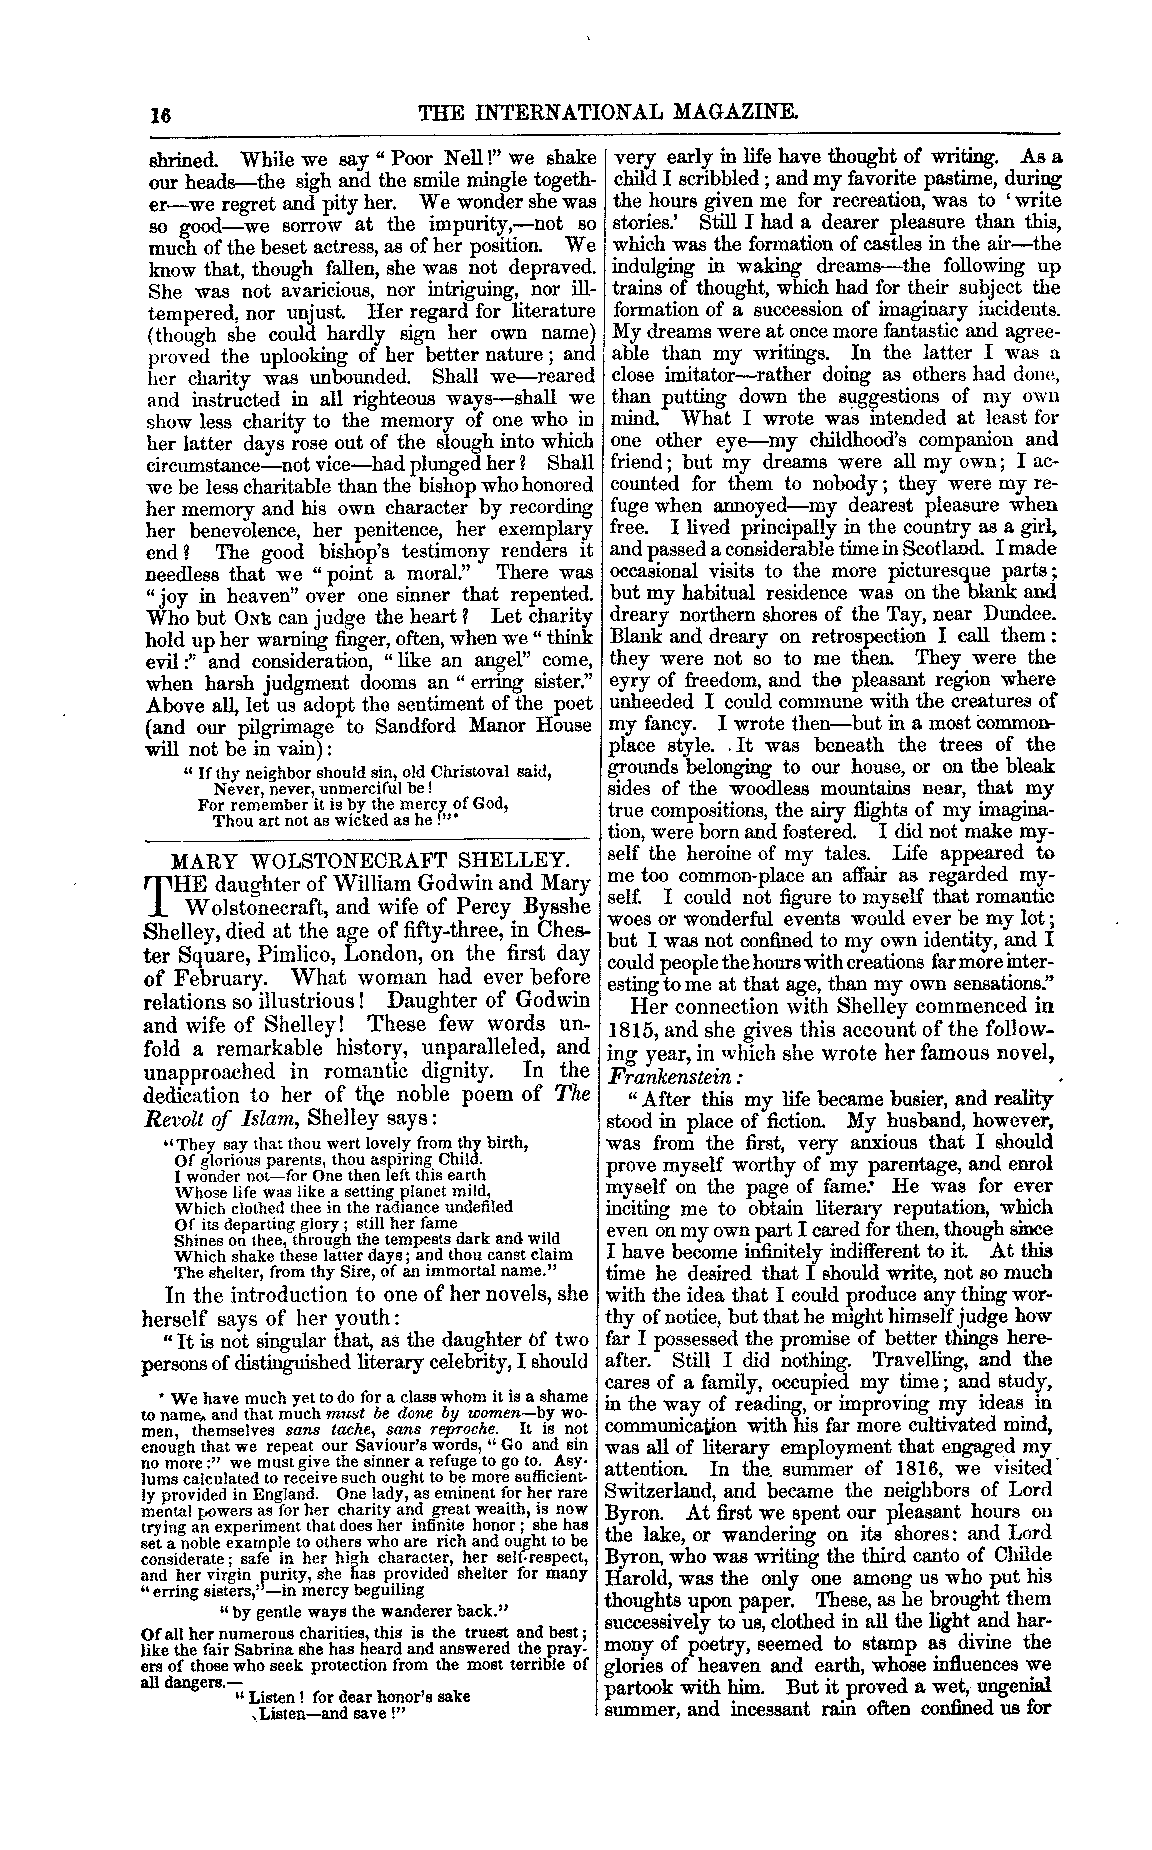 16
THE INTERNATIONAL MAGAZINE.
shrined. While we say “ Poor Nell !” we shake
our heads—the sigh and the smile mingle togeth-
er—we regret and pity her. We wonder she was
so good—we sorrow at the impurity,—not so
much of the beset actress, as of her position. We
know that, though fallen, she was not depraved.
She was not avaricious, nor intriguing, nor ill-
tempered, nor unjust. Her regard for literature
(though she could hardly sign her own name)
proved the uplooking of her better nature ; and
her charity was unbounded. Shall we—reared
and instructed in all righteous ways—shall we
show less charity to the memory of one who in
her latter days rose out of the slough into which
circumstance—not vice—had plunged her ? Shall
we be less charitable than the bishop who honored
her memory and his own character by recording
her benevolence, her penitence, her exemplary
end ? The good bishop’s testimony renders it
needless that we “ point a moral.” There was
“joy in heaven” over one sinner that repented.
Who but ONE can judge the heart ? Let charity
hold up her warning finger, often, when we “ think
evil :” and consideration, “ like an angel” come,
when harsh judgment dooms an “ erring sister.”
Above all, let us adopt the sentiment of the poet
(and our pilgrimage to Sandford Manor House
will not be in vain) :
“ If thy neighbor should sin, old Christoval said,
Never, never, unmerciful be !
For remember it is by the mercy of God,
Thou art not as wicked as he !”*
MARY WOLSTONECRAFT SHELLEY.
THE daughter of William Godwin and Mary
Wolstonecraft, and wife of Percy Bysshe
Shelley, died at the age of fifty-three, in Ches-
ter Square, Pimlico, London, on the first day
of February. What woman had ever before
relations so illustrious ! Daughter of Godwin
and wife of Shelley ! These few words un-
fold a remarkable history, unparalleled, and
unapproached in romantic dignity. In the
dedication to her of the noble poem of The
Revolt of Islam, Shelley says :
“They say that thou wert lovely from thy birth,
Of glorious parents, thou aspiring Child.
I wonder not—for One then left this earth
Whose life was like a setting planet mild,
Which clothed thee in the radiance undefiled
Of its departing glory ; still her fame
Shines on thee, through the tempests dark and wild
Which shake these latter days ; and thou canst claim
The shelter, from thy Sire, of an immortal name.”
In the introduction to one of her novels, she
herself says of her youth :
“ It is not singular that, as the daughter of two
persons of distinguished literary celebrity, I should
* We have much yet to do for a class whom it is a shame
to name, and that much must be done by women—by wo-
men, themselves sans tache, sans reproche. It is not
enough that we repeat our Saviour’s words, “ Go and sin
no more :” we must give the sinner a refuge to go to. Asy-
lums calculated to receive such ought to be more sufficient-
ly provided in England. One lady, as eminent for her rare
mental powers as for her charity and great wealth, is now
trying an experiment that does her infinite honor ; she has
set a noble example to others who are rich and ought to be
considerate ; safe in her high character, her self-respect,
and her virgin purity, she has provided shelter for many
“ erring sisters,”—in mercy beguiling
“ by gentle ways the wanderer back.”
Of all her numerous charities, this is the truest and best ;
like the fair Sabrina she has heard and answered the pray-
ers of those who seek protection from the most terrible of
all dangers.—
“ Listen ! for dear honor’s sake
Listen—and save !”
very early in life have thought of writing. As a
child I scribbled ; and my favorite pastime, during
the hours given me for recreation, was to ‘ write
stories.’ Still I had a dearer pleasure than this,
which was the formation of castles in the air—the
indulging in waking dreams—the following up
trains of thought, which had for their subject the
formation of a succession of imaginary incidents.
My dreams were at once more fantastic and agree-
able than my writings. In the latter I was a
close imitator—rather doing as others had done,
than putting down the suggestions of my own
mind. What I wrote was intended at least for
one other eye—my childhood’s companion and
friend ; but my dreams were all my own ; I ac-
counted for them to nobody ; they were my re-
fuge when annoyed—my dearest pleasure when
free. I lived principally in the country as a girl,
and passed a considerable time in Scotland. I made
occasional visits to the more picturesque parts ;
but my habitual residence was on the blank and
dreary northern shores of the Tay, near Dundee.
Blank and dreary on retrospection I call them :
they were not so to me then. They were the
eyry of freedom, and the pleasant region where
unheeded I could commune with the creatures of
my fancy. I wrote then—but in a most common-
place style. It was beneath the trees of the
grounds belonging to our house, or on the bleak
sides of the woodless mountains near, that my
true compositions, the airy flights of my imagina-
tion, were born and fostered. I did not make my-
self the heroine of my tales. Life appeared to
me too common-place an affair as regarded my-
self. I could not figure to myself that romantic
woes or wonderful events would ever be my lot ;
but I was not confined to my own identity, and I
could people the hours with creations far more inter-
esting to me at that age, than my own sensations.”
Her connection with Shelley commenced in
1815, and she gives this account of the follow-
ing year, in which she wrote her famous novel,
Frankenstein :
“After this my life became busier, and reality
stood in place of fiction. My husband, however,
was from the first, very anxious that I should
prove myself worthy of my parentage, and enrol
myself on the page of fame. He was for ever
inciting me to obtain literary reputation, which
even on my own part I cared for then, though since
I have become infinitely indifferent to it. At this
time he desired that I should write, not so much
with the idea that I could produce any thing wor-
thy of notice, but that he might himself judge how
far I possessed the promise of better things here-
after. Still I did nothing. Travelling, and the
cares of a family, occupied my time ; and study,
in the way of reading, or improving my ideas in
communication with his far more cultivated mind,
was all of literary employment that engaged my
attention. In the summer of 1816, we visited
Switzerland, and became the neighbors of Lord
Byron. At first we spent our pleasant hours on
the lake, or wandering on its shores : and Lord
Byron, who was writing the third canto of Childe
Harold, was the only one among us who put his
thoughts upon paper. These, as he brought them
successively to us, clothed in all the light and har-
mony of poetry, seemed to stamp as divine the
glories of heaven and earth, whose influences we
partook with him. But it proved a wet, ungenial
summer, and incessant rain often confined us for